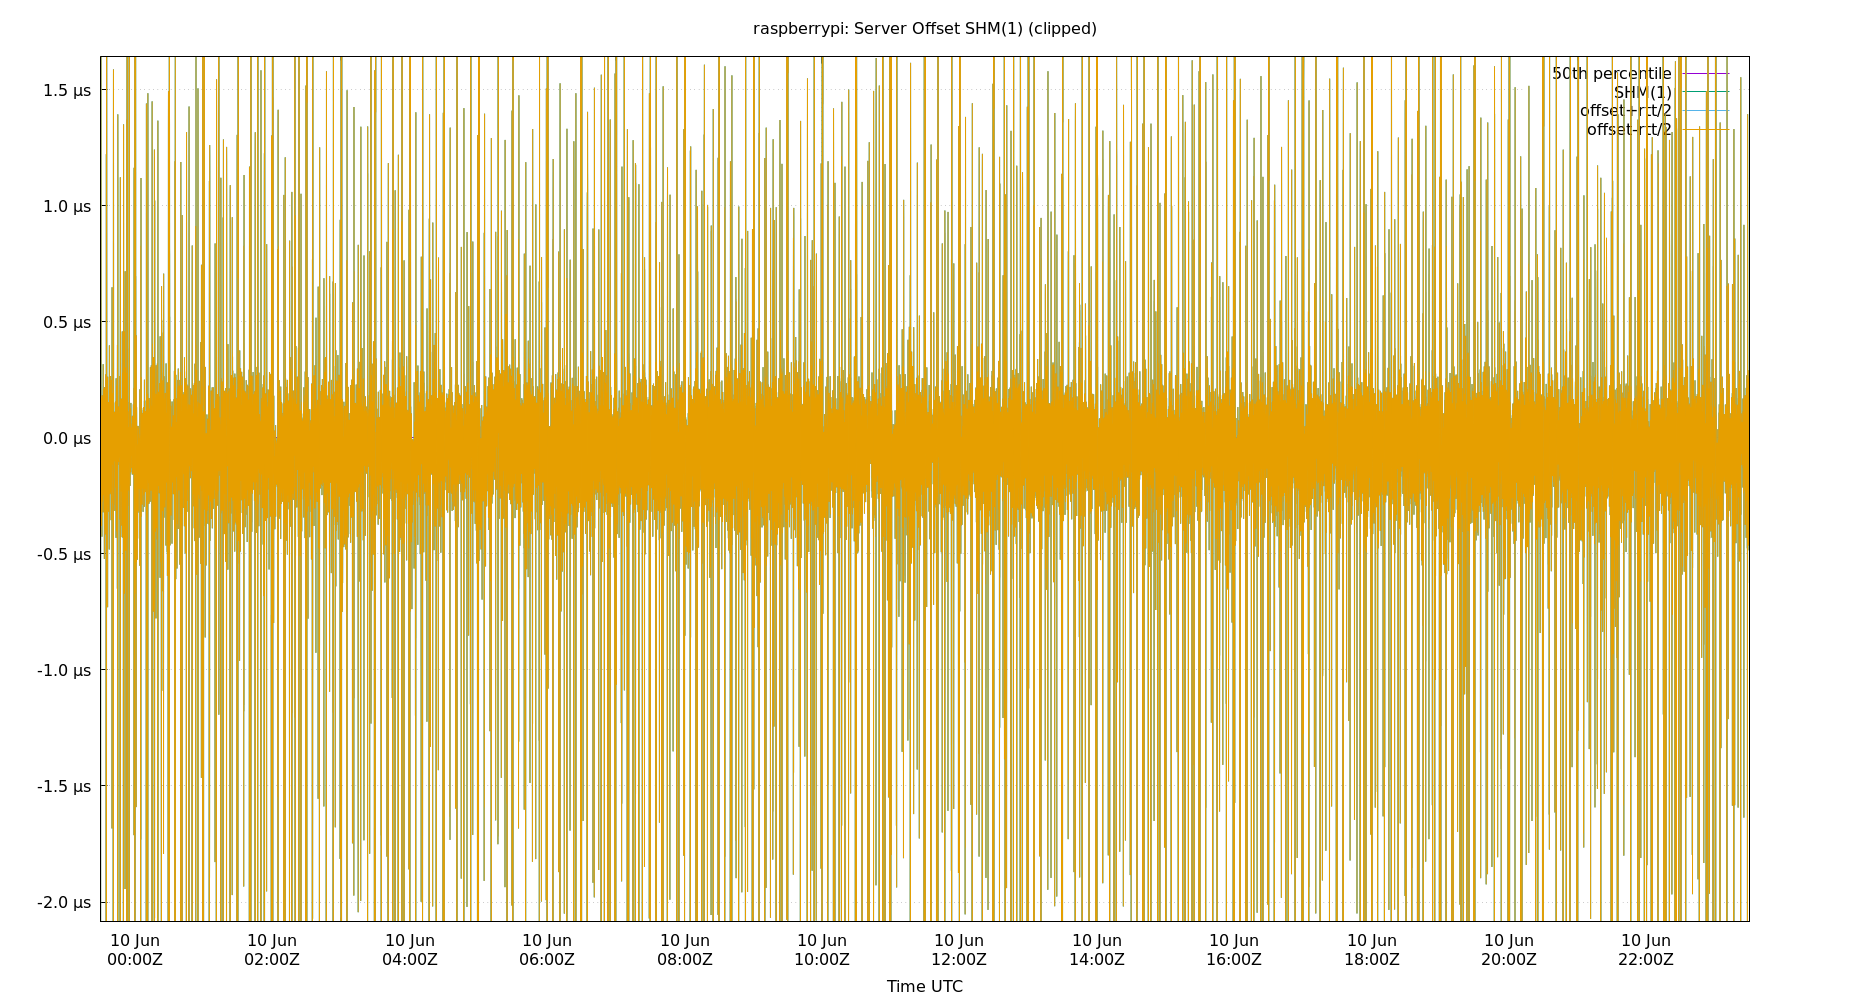 raspberrypi: Server Offset SHM(1) (clipped)
50th percentile
SHM(1)
offset+rtt/2
offset-rtt/2
1.5 µs
1.0 µs
0.5 µs
0.0 µs
-0.5 µs
-1.0 µs
-1.5 µs
-2.0 µs
10 Jun 10 Jun 10 Jun 10 Jun 10 Jun 10 Jun 10 Jun 10 Jun 10 Jun 10 Jun 10 Jun 10 Jun
00:00Z 02:00Z 04:00Z 06:00Z 08:00Z 10:00Z 12:00Z 14:00Z 16:00Z 18:00Z 20:00Z 22:00Z
Time UTC